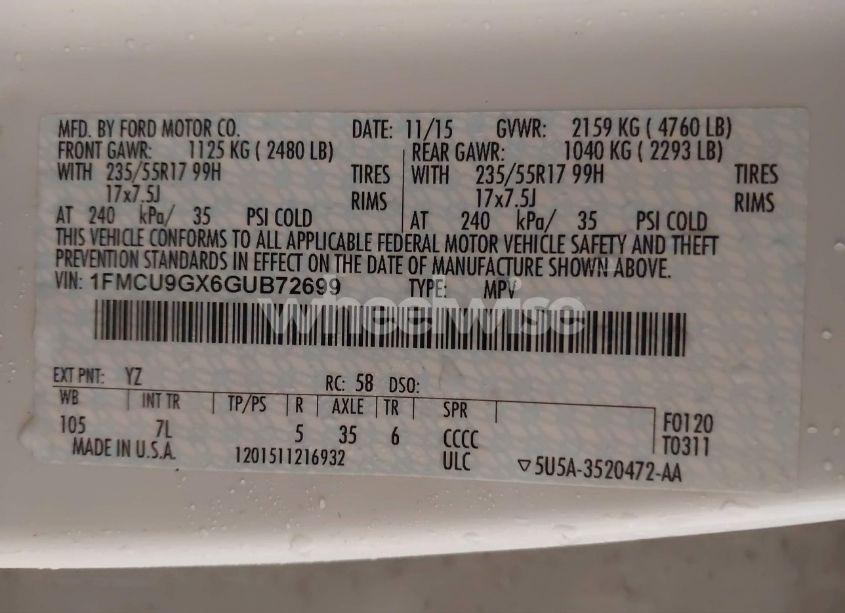 MFD. BY FORD MOTOR CO. DATE: 11/15 GVWR: 2159 KG ( 4760 LB)
FRONT GAWR: 1125 KG ( 2480 LB) REAR GAWR: 1040 KG ( 2293 LB)
WITH 235/55R17 99H TIRES WITH 235/55R17 99H TIRES
17x7.5J RIMS 17x7.5J RIMS
AT 240 kPa/ 35 PSI COLD AT 240 kPa/ 35 PSI COLD
THIS VEHICLE CONFORMS TO ALL APPLICABLE FEDERAL MOTOR VEHICLE SAFETY AND THEFT
PREVENTION STANDARDS IN EFFECT ON THE DATE OF MANUFACTURE SHOWN ABOVE.
VIN: 1FMCU9GX6GUB72699 TYPE: MPV
wheelwise
EXT PNT: YZ RC: 58 DSO:
WB INT TR TP/PS R AXLE TR SPR
105 7L 5 35 6 CCCC
F0120
T0311
MADE IN U.S.A. 1201511216932 ULC 5U5A-3520472-AA